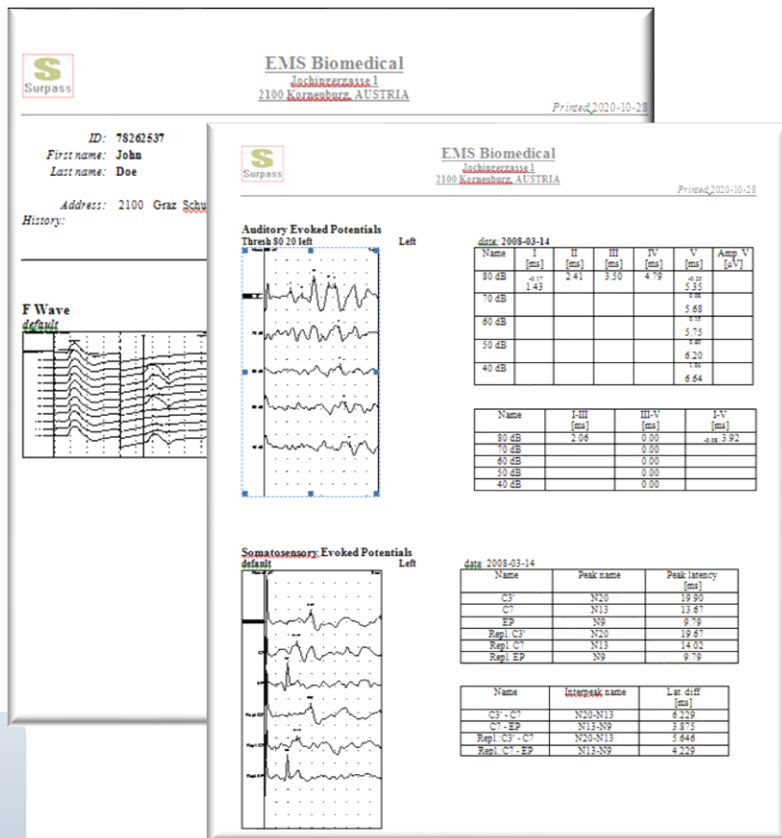 S
Surpass
EMS Biomedical
Jochingergasse 1
2100 Korneuburg, AUSTRIA
Printed 2020-10-28
ID: 78262537
First name: John
Last name: Doe
Address: 2100 Graz Schu
History:
F Wave
default
S
Surpass
EMS Biomedical
Jochingergasse 1
2100 Korneuburg, AUSTRIA
Printed 2020-10-28
Auditory Evoked Potentials
Thresh 80 20 left Left
date: 2008-03-14
Name I II III IV V Amp. V
[ms] [ms] [ms] [ms] [ms] [µV]
80 dB -0.17 2.41 3.50 4.79
1.43 5.35
70 dB
5.68
60 dB
5.75
50 dB
6.20
40 dB
6.64
Name I-III III-V I-V
[ms] [ms] [ms]
80 dB 2.06 0.00 3.92
70 dB 0.00
60 dB 0.00
50 dB 0.00
40 dB 0.00
Somatosensory Evoked Potentials
default Left
date: 2008-03-14
Name Peak name Peak latency
[ms]
C3' N20 19.90
C7 N13 13.67
EP N9 9.79
Repl. C3' N20 19.67
Repl. C7 N13 14.02
Repl. EP N9 9.79
Name Interpeak name Lat. diff
[ms]
C3' - C7 N20-N13 6.229
C7 - EP N13-N9 3.875
Repl. C3' - C7 N20-N13 5.646
Repl. C7 - EP N13-N9 4.229